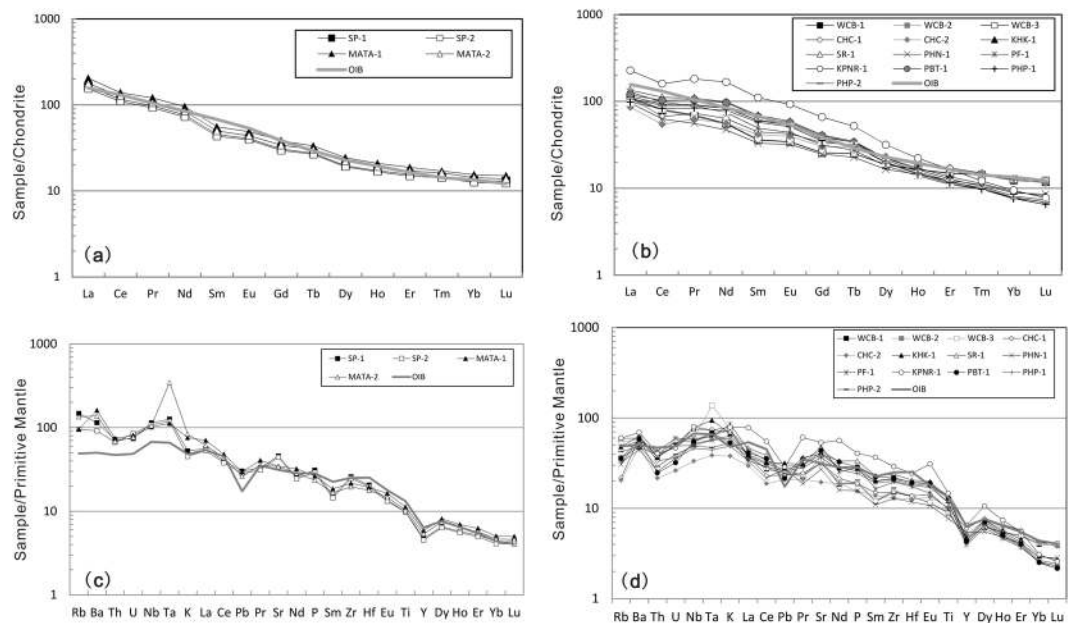 Sample/Chondrite
1000
100
10
1
SP-1 SP-2
MATA-1 MATA-2
OIB
(a)
La Ce Pr Nd Sm Eu Gd Tb Dy Ho Er Tm Yb Lu
Sample/Chondrite
1000
100
10
1
WCB-1 WCB-2 WCB-3
CHC-1 CHC-2 KHK-1
SR-1 PHN-1 PF-1
KPNR-1 PBT-1 PHP-1
PHP-2 OIB
(b)
La Ce Pr Nd Sm Eu Gd Tb Dy Ho Er Tm Yb Lu
Sample/Primitive Mantle
1000
100
10
1
SP-1 SP-2 MATA-1
MATA-2 OIB
(c)
Rb Ba Th U Nb Ta K La Ce Pb Pr Sr Nd P Sm Zr Hf Eu Ti Y Dy Ho Er Yb Lu
Sample/Primitive Mantle
1000
100
10
1
WCB-1 WCB-2 WCB-3 CHC-1
CHC-2 KHK-1 SR-1 PHN-1
PF-1 KPNR-1 PBT-1 PHP-1
PHP-2 OIB
(d)
Rb Ba Th U Nb Ta K La Ce Pb Pr Sr Nd P Sm Zr Hf Eu Ti Y Dy Ho Er Yb Lu